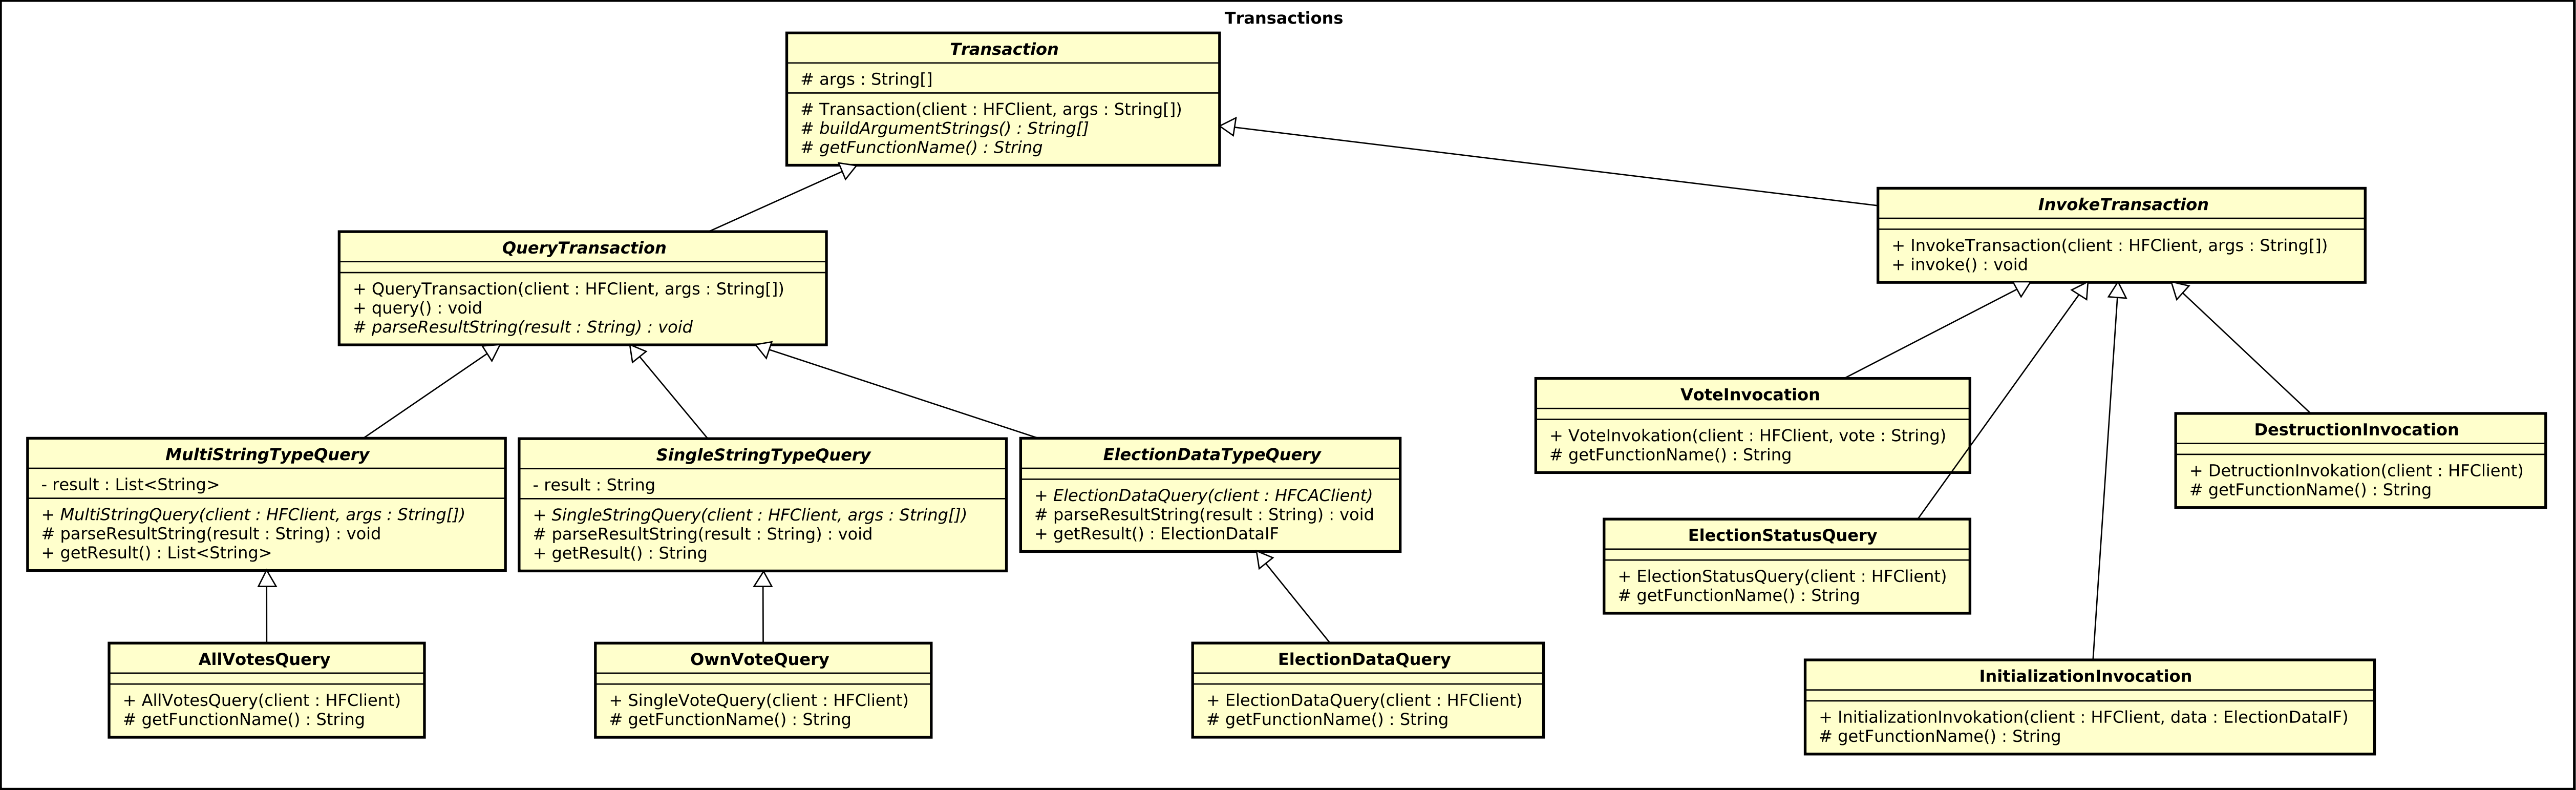 Transactions
Transaction
# args : String[]
# Transaction(client : HFClient, args : String[])
# buildArgumentStrings() : String[]
# getFunctionName() : String
InvokeTransaction
+ InvokeTransaction(client : HFClient, args : String[])
+ invoke() : void
QueryTransaction
+ QueryTransaction(client : HFClient, args : String[])
+ query() : void
# parseResultString(result : String) : void
MultiStringTypeQuery
- result : List<String>
+ MultiStringQuery(client : HFClient, args : String[])
# parseResultString(result : String) : void
+ getResult() : List<String>
SingleStringTypeQuery
- result : String
+ SingleStringQuery(client : HFClient, args : String[])
# parseResultString(result : String) : void
+ getResult() : String
ElectionDataTypeQuery
+ ElectionDataQuery(client : HFCAClient)
# parseResultString(result : String) : void
+ getResult() : ElectionDataIF
VoteInvocation
+ VoteInvokation(client : HFClient, vote : String)
# getFunctionName() : String
DestructionInvocation
+ DetructionInvokation(client : HFClient)
# getFunctionName() : String
ElectionStatusQuery
+ ElectionStatusQuery(client : HFClient)
# getFunctionName() : String
AllVotesQuery
+ AllVotesQuery(client : HFClient)
# getFunctionName() : String
OwnVoteQuery
+ SingleVoteQuery(client : HFClient)
# getFunctionName() : String
ElectionDataQuery
+ ElectionDataQuery(client : HFClient)
# getFunctionName() : String
InitializationInvocation
+ InitializationInvokation(client : HFClient, data : ElectionDataIF)
# getFunctionName() : String